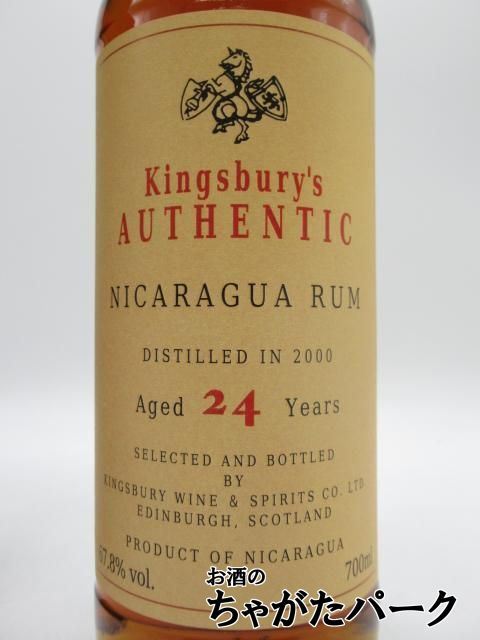 Kingsbury's
AUTHENTIC
NICARAGUA RUM
DISTILLED IN 2000
Aged 24 Years
SELECTED AND BOTTLED
BY
KINGSBURY WINE & SPIRITS CO. LTD.
EDINBURGH, SCOTLAND
PRODUCT OF NICARAGUA
67.8% vol. 700ml
お酒の
ちゃがたパーク